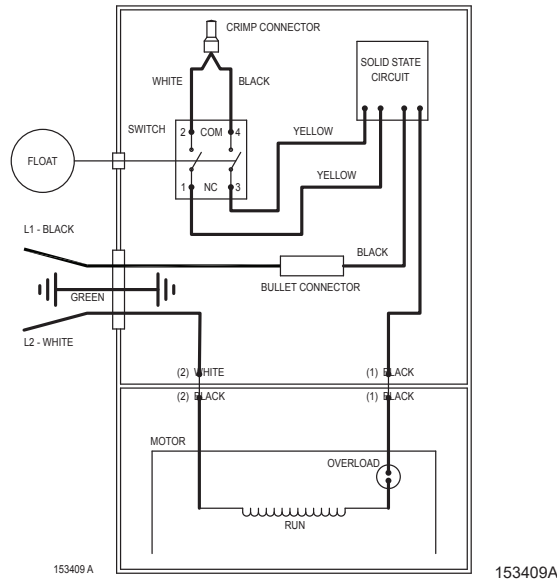 CRIMP CONNECTOR
SOLID STATE
CIRCUIT
WHITE
BLACK
SWITCH
2 COM 4
YELLOW
FLOAT
YELLOW
1 NC 3
L1 - BLACK
BLACK
GREEN
BULLET CONNECTOR
L2 - WHITE
(2) WHITE
(1) BLACK
(2) BLACK
(1) BLACK
MOTOR
OVERLOAD
RUN
153409 A
153409A